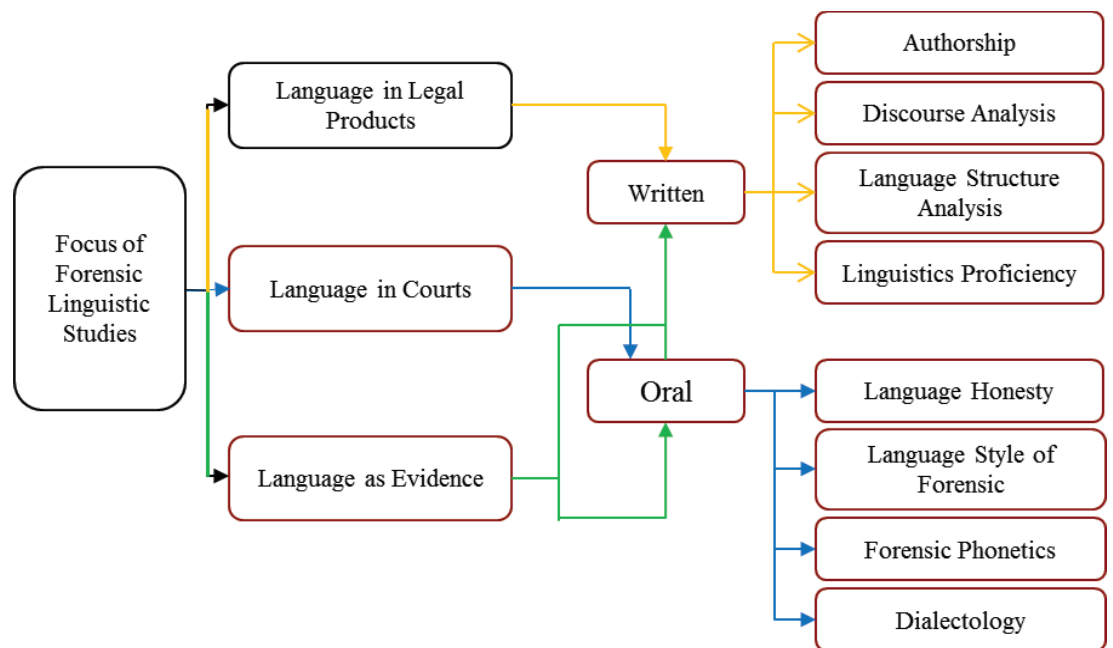 Focus of
Forensic
Linguistic
Studies
Language in Legal
Products
Language in Courts
Language as Evidence
Written
Oral
Authorship
Discourse Analysis
Language Structure
Analysis
Linguistics Proficiency
Language Honesty
Language Style of
Forensic
Forensic Phonetics
Dialectology